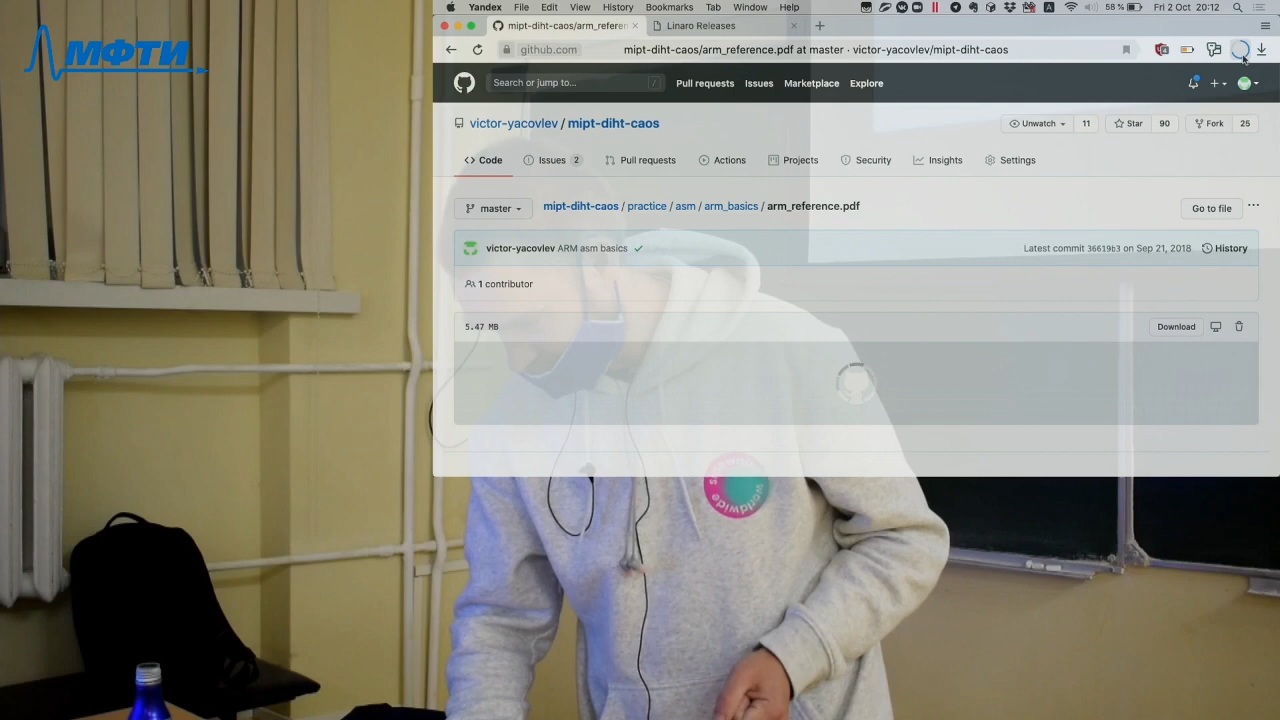 МФТИ
Yandex File Edit View History Bookmarks Tab Window Help 58 % Fri 2 Oct 20:12
mipt-diht-caos/arm_referen Linaro Releases
github.com mipt-diht-caos/arm_reference.pdf at master · victor-yacovlev/mipt-diht-caos
Search or jump to... / Pull requests Issues Marketplace Explore
victor-yacovlev / mipt-diht-caos Unwatch 11 Star 90 Fork 25
Code Issues 2 Pull requests Actions Projects Security Insights Settings
master mipt-diht-caos / practice / asm / arm_basics / arm_reference.pdf Go to file ...
victor-yacovlev ARM asm basics Latest commit 36619b3 on Sep 21, 2018 History
1 contributor
5.47 MB Download
worldwide